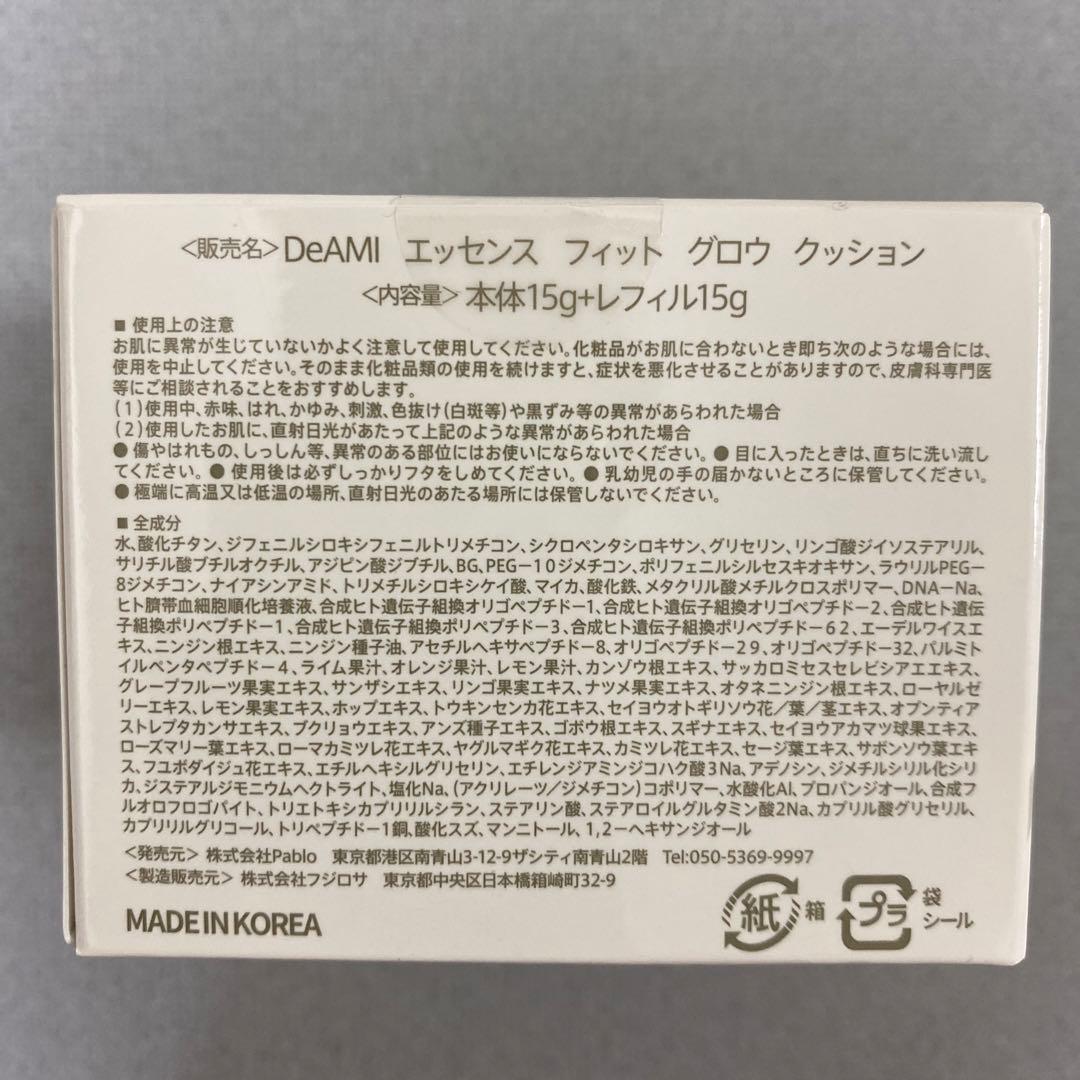 <販売名> DeAMI エッセンス フィット グロウ クッション
<内容量> 本体15g+レフィル15g
■ 使用上の注意
お肌に異常が生じていないかよく注意して使用してください。化粧品がお肌に合わないとき即ち次のような場合には、
使用を中止してください。そのまま化粧品類の使用を続けますと、症状を悪化させることがありますので、皮膚科専門医
等にご相談されることをおすすめします。
(1)使用中、赤味、はれ、かゆみ、刺激、色抜け(白斑等)や黒ずみ等の異常があらわれた場合
(2)使用したお肌に、直射日光があたって上記のような異常があらわれた場合
● 傷やはれもの、しっしん等、異常のある部位にはお使いにならないでください。● 目に入ったときは、直ちに洗い流し
てください。● 使用後は必ずしっかりフタをしめてください。● 乳幼児の手の届かないところに保管してください。
● 極端に高温又は低温の場所、直射日光のあたる場所には保管しないでください。
■ 全成分
水、酸化チタン、ジフェニルシロキシフェニルトリメチコン、シクロペンタシロキサン、グリセリン、リンゴ酸ジイソステアリル、
サリチル酸ブチルオクチル、アジピン酸ジブチル、BG、PEG－10ジメチコン、ポリフェニルシルセスキオキサン、ラウリルPEG－
8ジメチコン、ナイアシンアミド、トリメチルシロキシケイ酸、マイカ、酸化鉄、メタクリル酸メチルクロスポリマー、DNA－Na、
ヒト臍帯血細胞順化培養液、合成ヒト遺伝子組換オリゴペプチド－1、合成ヒト遺伝子組換オリゴペプチド－2、合成ヒト遺伝
子組換ポリペプチド－1、合成ヒト遺伝子組換ポリペプチド－3、合成ヒト遺伝子組換ポリペプチド－62、エーデルワイスエ
キス、ニンジン根エキス、ニンジン種子油、アセチルヘキサペプチド－8、オリゴペプチド－29、オリゴペプチド－32、パルミト
イルペンタペプチド－4、ライム果汁、オレンジ果汁、レモン果汁、カンゾウ根エキス、サッカロミセスセレビシアエエキス、
グレープフルーツ果実エキス、サンザシエキス、リンゴ果実エキス、ナツメ果実エキス、オタネニンジン根エキス、ローヤルゼ
リーエキス、レモン果実エキス、ホップエキス、トウキンセンカ花エキス、セイヨウオトギリソウ花／葉／茎エキス、オプンティア
ストレプタカンサエキス、ブクリョウエキス、アンズ種子エキス、ゴボウ根エキス、スギナエキス、セイヨウアカマツ球果エキス、
ローズマリー葉エキス、ローマカミツレ花エキス、ヤグルマギク花エキス、カミツレ花エキス、セージ葉エキス、サボンソウ葉エキ
ス、フユボダイジュ花エキス、エチルヘキシルグリセリン、エチレンジアミンジコハク酸3Na、アデノシン、ジメチルシリル化シリ
カ、ジステアルジモニウムヘクトライト、塩化Na、(アクリレーツ／ジメチコン)コポリマー、水酸化Al、プロパンジオール、合成フ
ルオロフロゴパイト、トリエトキシカプリリルシラン、ステアリン酸、ステアロイルグルタミン酸2Na、カプリル酸グリセリル、
カプリリルグリコール、トリペプチド－1銅、酸化スズ、マンニトール、1,2－ヘキサンジオール
<発売元> 株式会社Pablo 東京都港区南青山3-12-9ザシティ南青山2階 Tel:050-5369-9997
<製造販売元> 株式会社フジロサ 東京都中央区日本橋箱崎町32-9
MADE IN KOREA
紙 箱
プラ 袋
シール